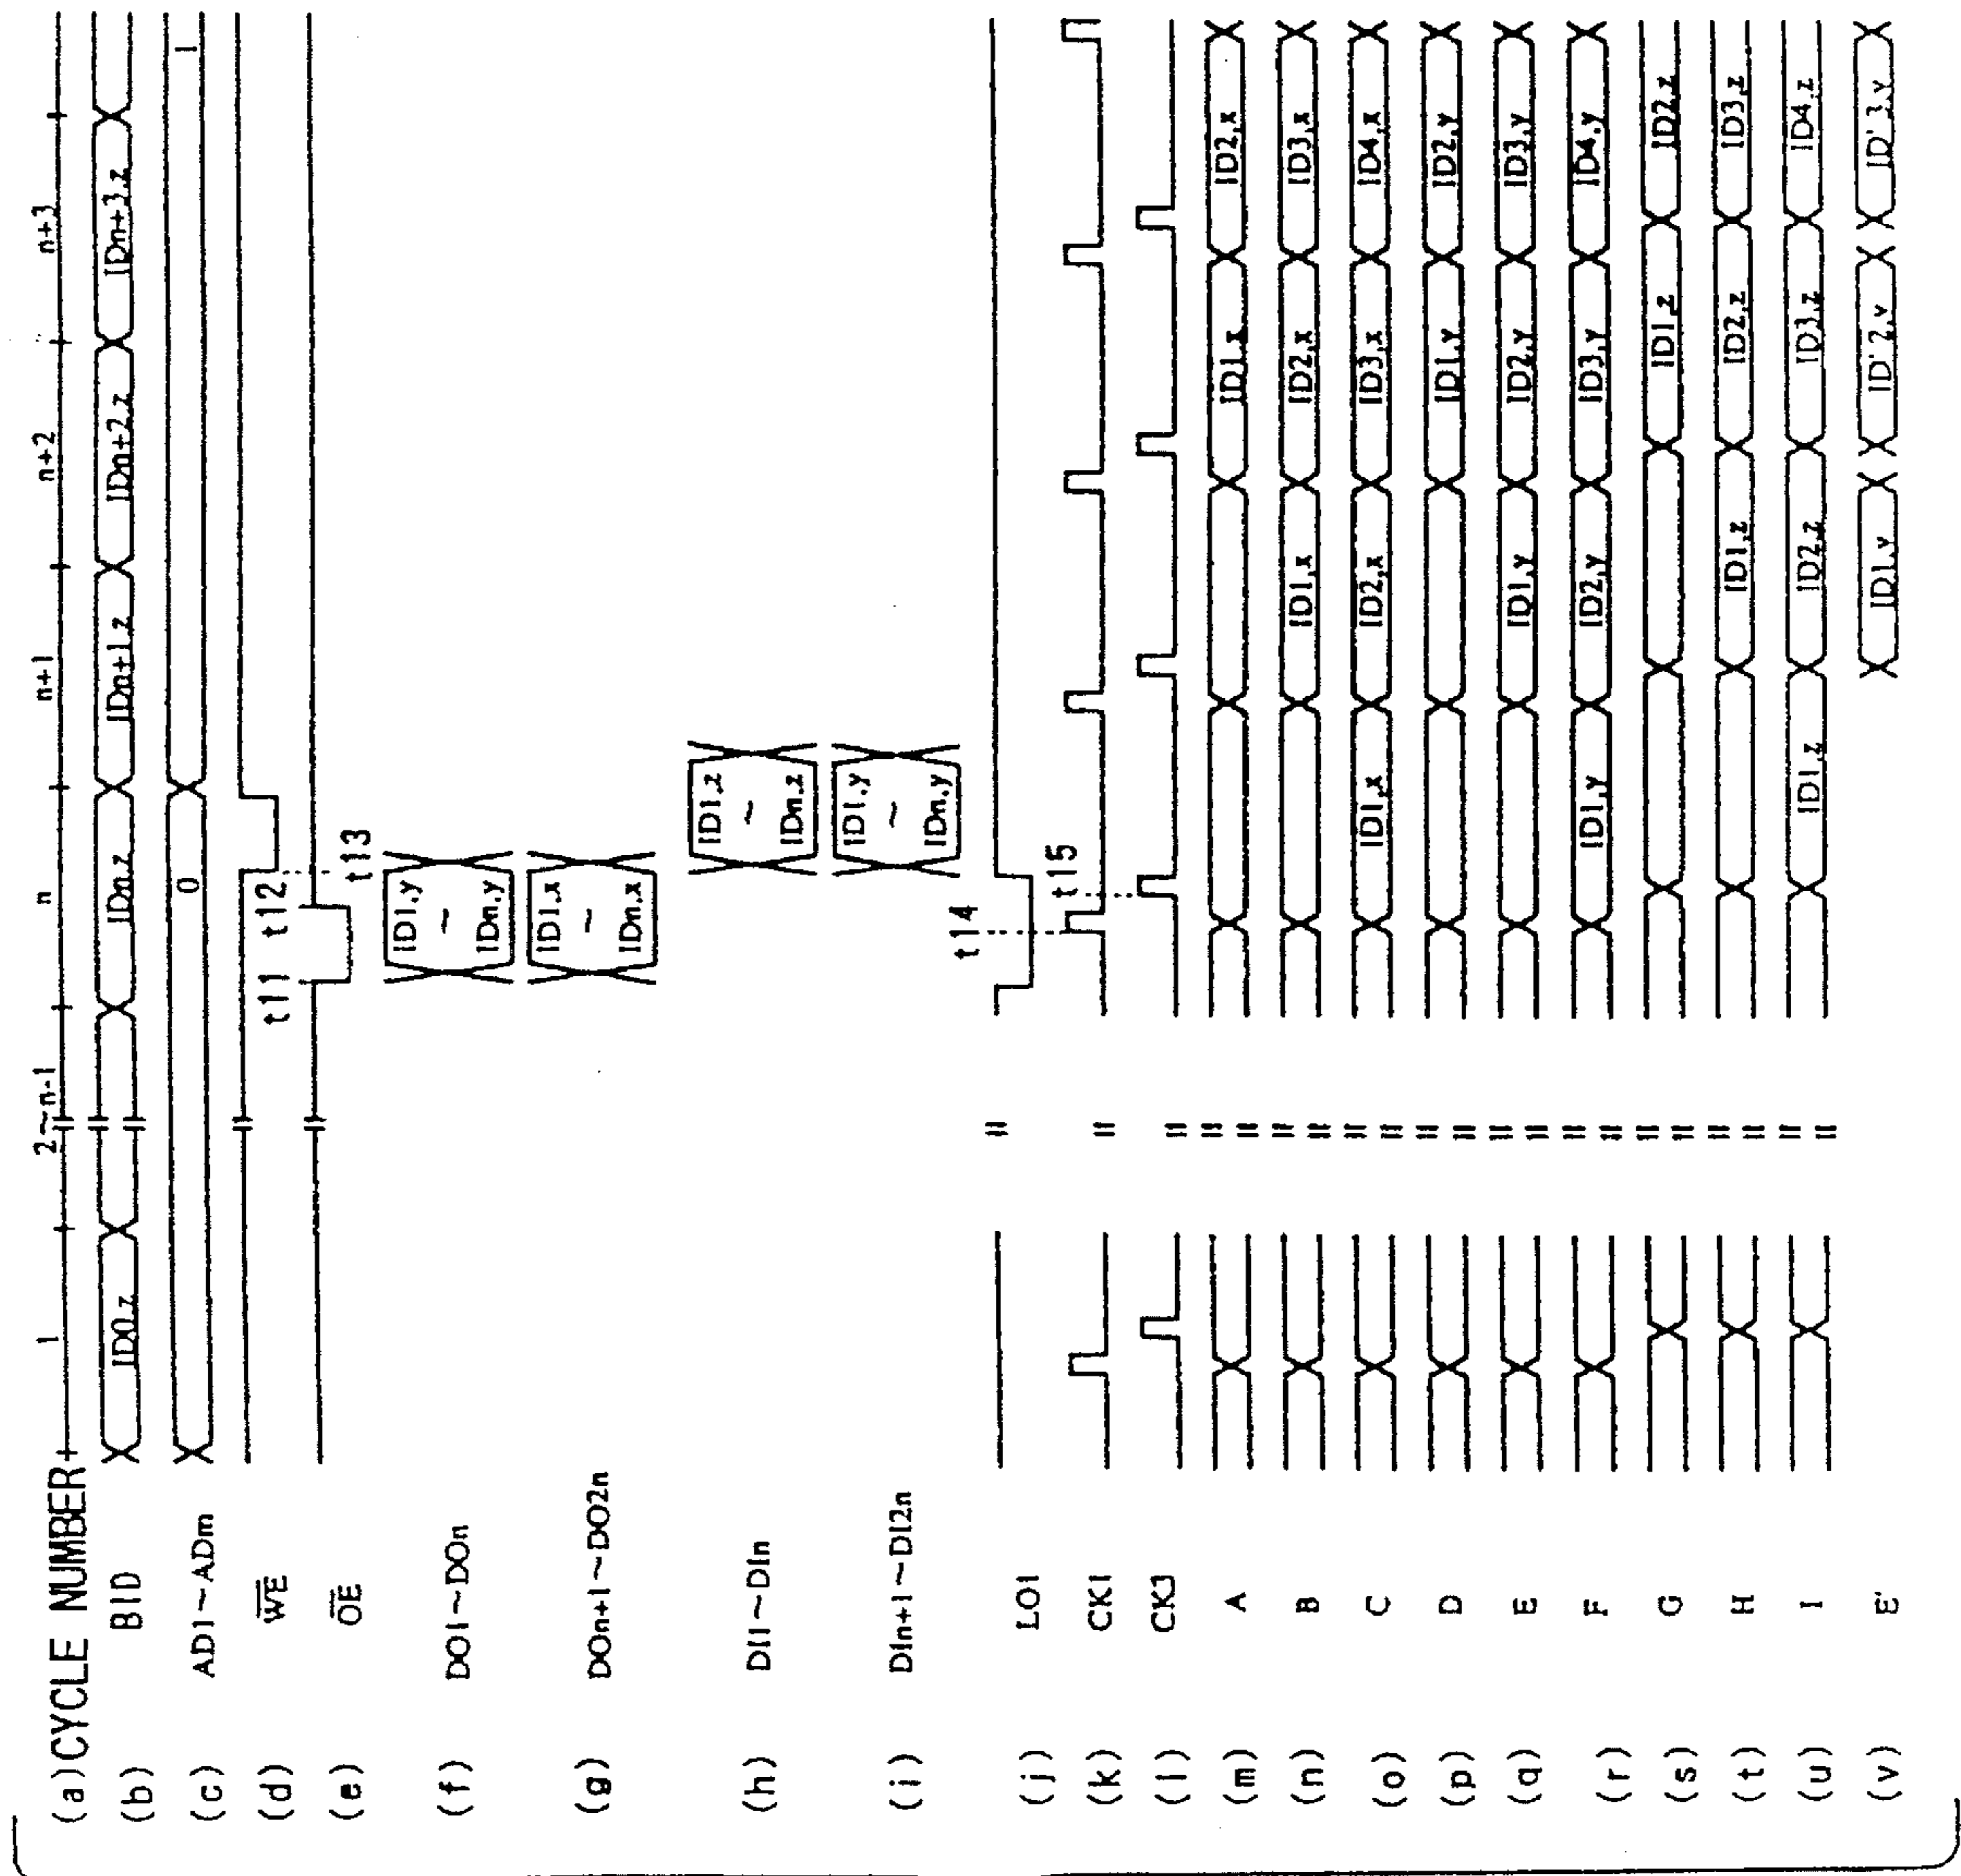 (a) CYCLE NUMBER 1 2~n-1 n n+1 n+2 n+3
(b) BID ID0,z IDn,z IDn+1,z IDn+2,z IDn+3,z
(c) AD1~ADm 0 1
(d) WE t12
(e) OE t11 t13
(f) DO1~DOn ID1,y ~ IDn,y
(g) DOn+1~DO2n ID1,x ~ IDn,x
(h) DI1~DIn ID1,z ~ IDn,z
(i) DIn+1~DI2n ID1,y ~ IDn,y
(j) LO1 t14
(k) CK1 t15
(l) CK3
(m) A ID1,x ID2,x
(n) B ID1,x ID2,x ID3,x
(o) C ID1,x ID2,x ID3,x ID4,x
(p) D ID1,y ID2,y
(q) E ID1,y ID2,y ID3,y
(r) F ID1,y ID2,y ID3,y ID4,y
(s) G ID1,z ID2,z
(t) H ID1,z ID2,z ID3,z
(u) I ID1,z ID2,z ID3,z ID4,z
(v) E' ID1,y ID'2,y ID'3,y